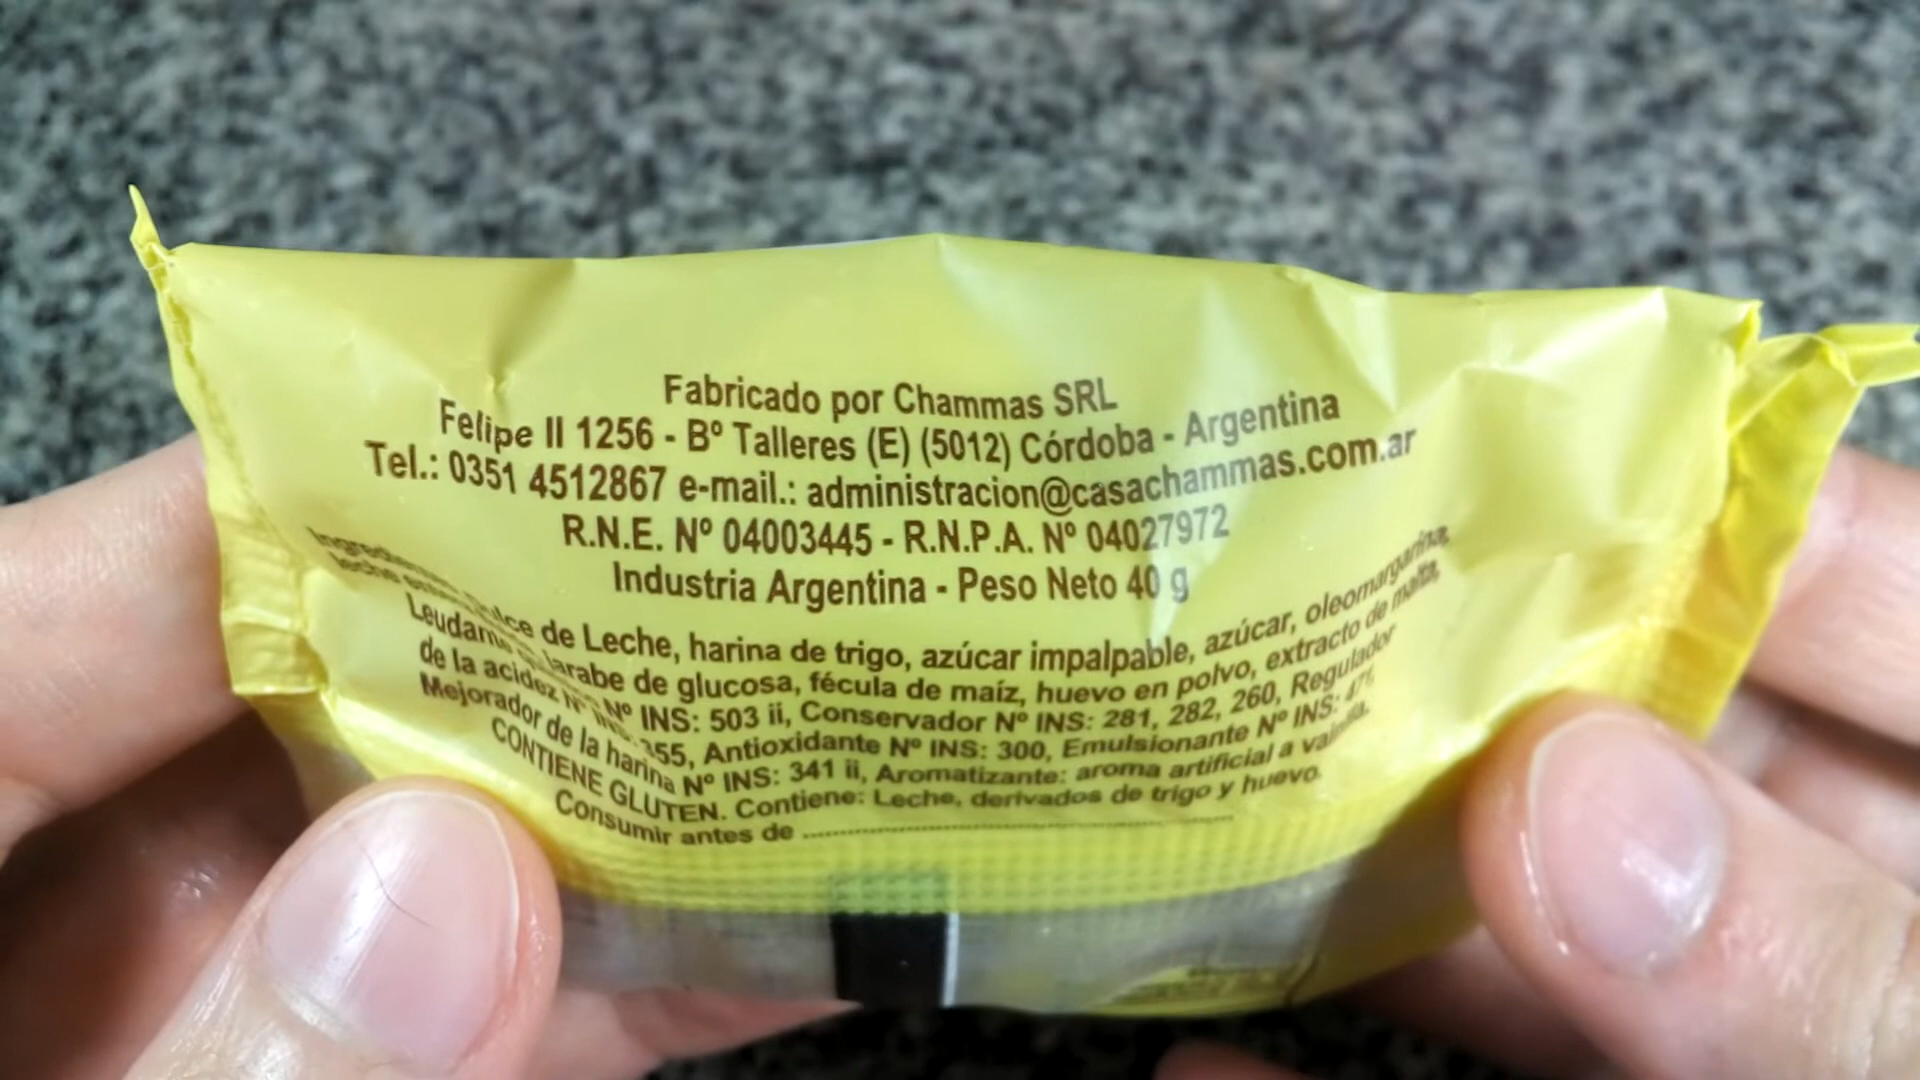 Fabricado por Chammas SRL
Felipe II 1256 - Bº Talleres (E) (5012) Córdoba - Argentina
Tel.: 0351 4512867 e-mail.: administracion@casachammas.com.ar
R.N.E. Nº 04003445 - R.N.P.A. Nº 04027972
Industria Argentina - Peso Neto 40 g
Dulce de Leche, harina de trigo, azúcar impalpable, azúcar, oleomargarina,
leche jarabe de glucosa, fécula de maíz, huevo en polvo, extracto de malta,
Nº INS: 503 ii, Conservador Nº INS: 281, 282, 260, Regulador
de la acidez Nº INS: 355, Antioxidante Nº INS: 300, Emulsionante Nº INS: 471,
Mejorador de la harina Nº INS: 341 ii, Aromatizante: aroma artificial a vainilla.
CONTIENE GLUTEN. Contiene: Leche, derivados de trigo y huevo.
Consumir antes de